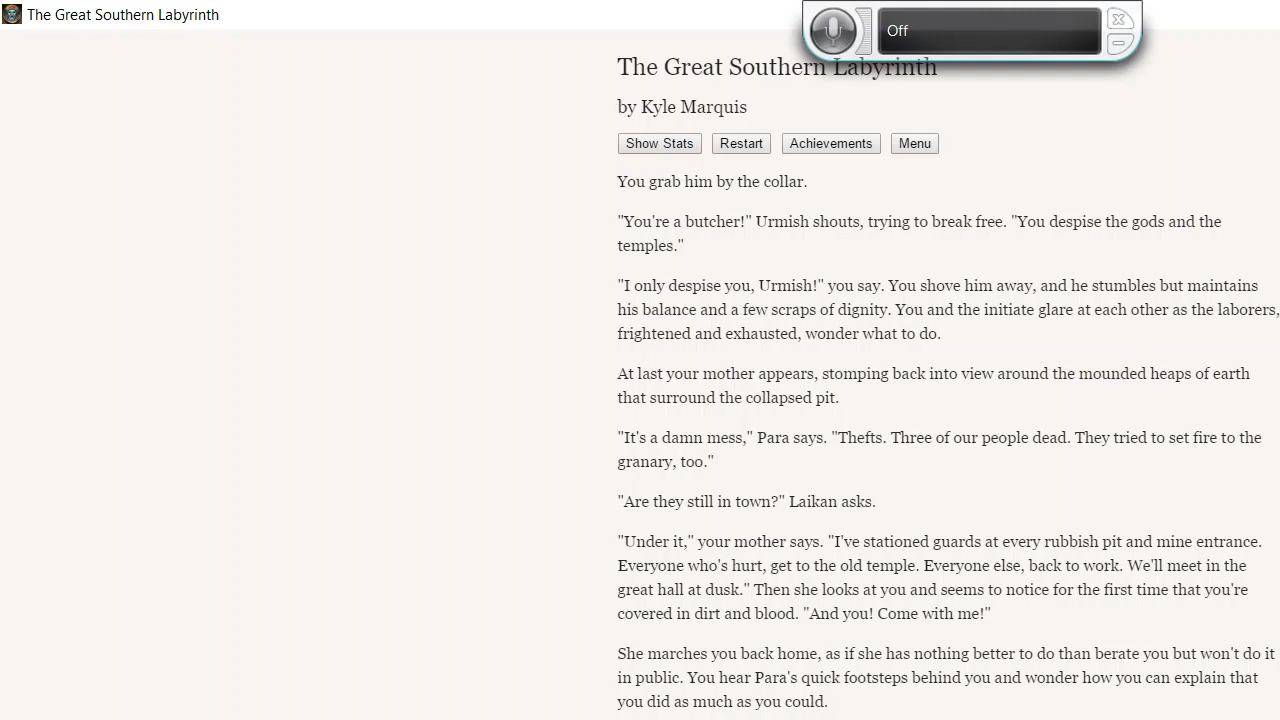 The Great Southern Labyrinth
Off
The Great Southern Labyrinth
by Kyle Marquis
Show Stats Restart Achievements Menu
You grab him by the collar.
"You're a butcher!" Urmish shouts, trying to break free. "You despise the gods and the
temples."
"I only despise you, Urmish!" you say. You shove him away, and he stumbles but maintains
his balance and a few scraps of dignity. You and the initiate glare at each other as the laborers,
frightened and exhausted, wonder what to do.
At last your mother appears, stomping back into view around the mounded heaps of earth
that surround the collapsed pit.
"It's a damn mess," Para says. "Thefts. Three of our people dead. They tried to set fire to the
granary, too."
"Are they still in town?" Laikan asks.
"Under it," your mother says. "I've stationed guards at every rubbish pit and mine entrance.
Everyone who's hurt, get to the old temple. Everyone else, back to work. We'll meet in the
great hall at dusk." Then she looks at you and seems to notice for the first time that you're
covered in dirt and blood. "And you! Come with me!"
She marches you back home, as if she has nothing better to do than berate you but won't do it
in public. You hear Para's quick footsteps behind you and wonder how you can explain that
you did as much as you could.